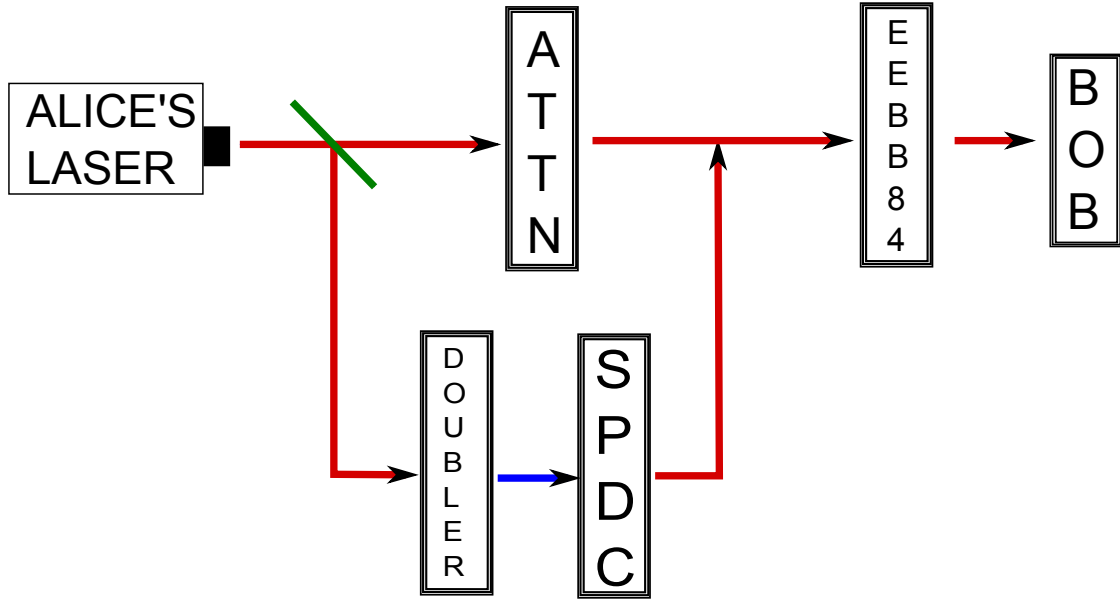 ALICE'S
LASER
ATTN
EEBB84
BOB
DOUBLER
SPDC